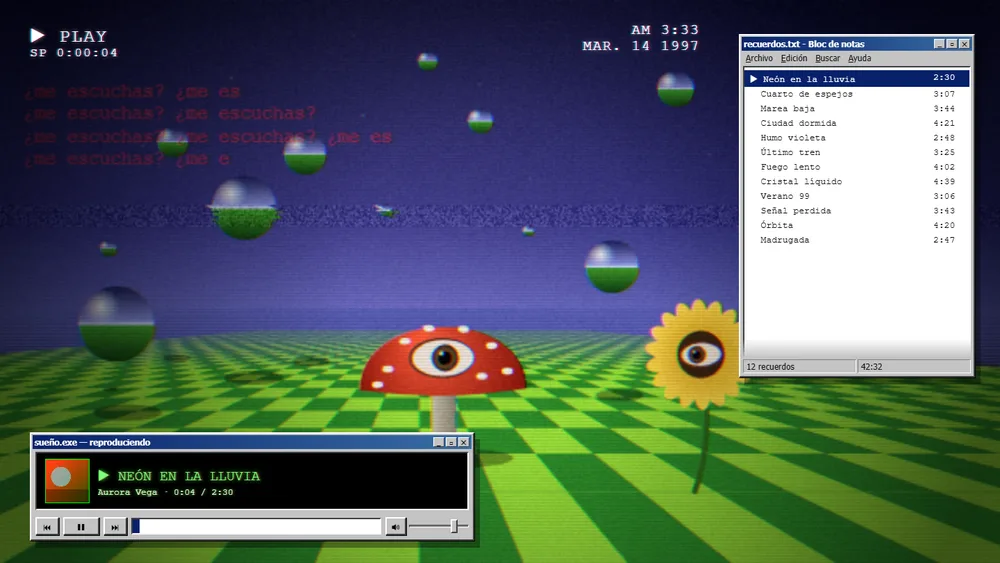 PLAY
SP 0:00:04
AM 3:33
MAR. 14 1997
¿me escuchas? ¿me es
¿me escuchas? ¿me escuchas?
¿me escuchas? ¿me escuchas? ¿me es
¿me escuchas? ¿me e
recuerdos.txt - Bloc de notas
Archivo Edición Buscar Ayuda
Neón en la lluvia 2:30
Cuarto de espejos 3:07
Marea baja 3:44
Ciudad dormida 4:21
Humo violeta 2:48
Último tren 3:25
Fuego lento 4:02
Cristal líquido 4:39
Verano 99 3:06
Señal perdida 3:43
Órbita 4:20
Madrugada 2:47
12 recuerdos 42:32
sueño.exe — reproduciendo
NEÓN EN LA LLUVIA
Aurora Vega · 0:04 / 2:30